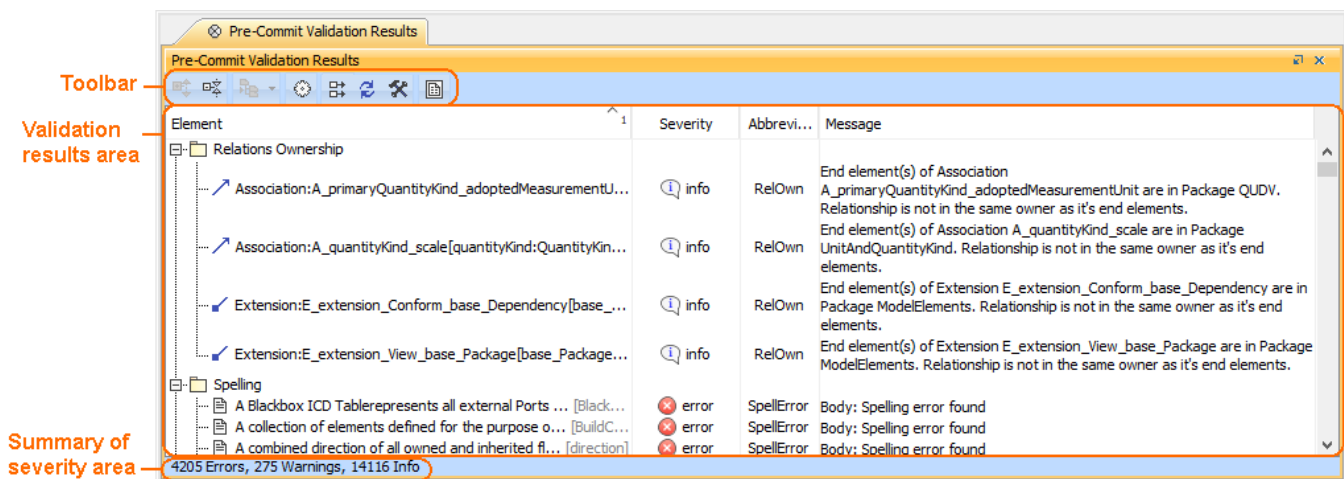 Pre-Commit Validation Results
Pre-Commit Validation Results
Toolbar
Validation
results area
Element 1 Severity Abbrevi... Message
Relations Ownership
Association:A_primaryQuantityKind_adoptedMeasurementU... info RelOwn
End element(s) of Association
A_primaryQuantityKind_adoptedMeasurementUnit are in Package QUDV.
Relationship is not in the same owner as it's end elements.
Association:A_quantityKind_scale[quantityKind:QuantityKin... info RelOwn
End element(s) of Association A_quantityKind_scale are in Package
UnitAndQuantityKind. Relationship is not in the same owner as it's end
elements.
Extension:E_extension_Conform_base_Dependency[base_... info RelOwn
End element(s) of Extension E_extension_Conform_base_Dependency are in
Package ModelElements. Relationship is not in the same owner as it's end
elements.
Extension:E_extension_View_base_Package[base_Package... info RelOwn
End element(s) of Extension E_extension_View_base_Package are in Package
ModelElements. Relationship is not in the same owner as it's end elements.
Spelling
A Blackbox ICD Tablerepresents all external Ports ... [Black... error SpellError Body: Spelling error found
A collection of elements defined for the purpose o... [BuildC... error SpellError Body: Spelling error found
A combined direction of all owned and inherited fl... [direction] error SpellError Body: Spelling error found
Summary of
severity area
4205 Errors, 275 Warnings, 14116 Info